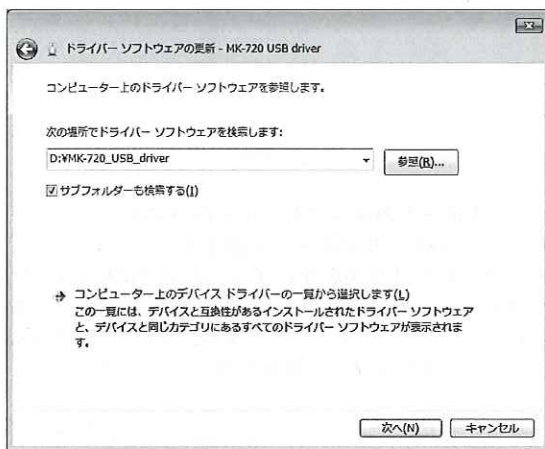 ドライバー ソフトウェアの更新 - MK-720 USB driver
コンピューター上のドライバー ソフトウェアを参照します。
次の場所でドライバー ソフトウェアを検索します:
D:¥MK-720_USB_driver
参照(R)...
サブフォルダーも検索する(I)
コンピューター上のデバイス ドライバーの一覧から選択します(L)
この一覧には、デバイスと互換性があるインストールされたドライバー ソフトウェア
と、デバイスと同じカテゴリにあるすべてのドライバー ソフトウェアが表示されま
す。
次へ(N)
キャンセル